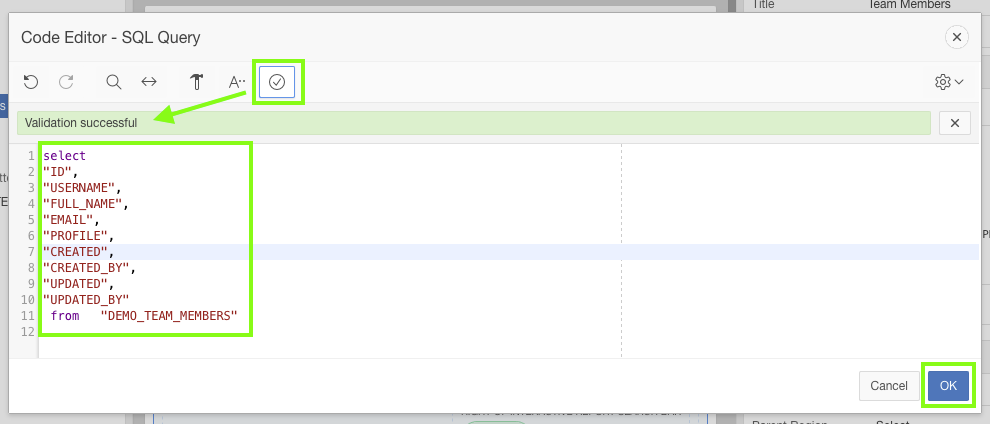 Title Team Members
Code Editor - SQL Query
A
Validation successful
1 select
2 "ID",
3 "USERNAME",
4 "FULL_NAME",
5 "EMAIL",
6 "PROFILE",
7 "CREATED",
8 "CREATED_BY",
9 "UPDATED",
10 "UPDATED_BY"
11 from "DEMO_TEAM_MEMBERS"
12
Cancel OK
Parent Region Select